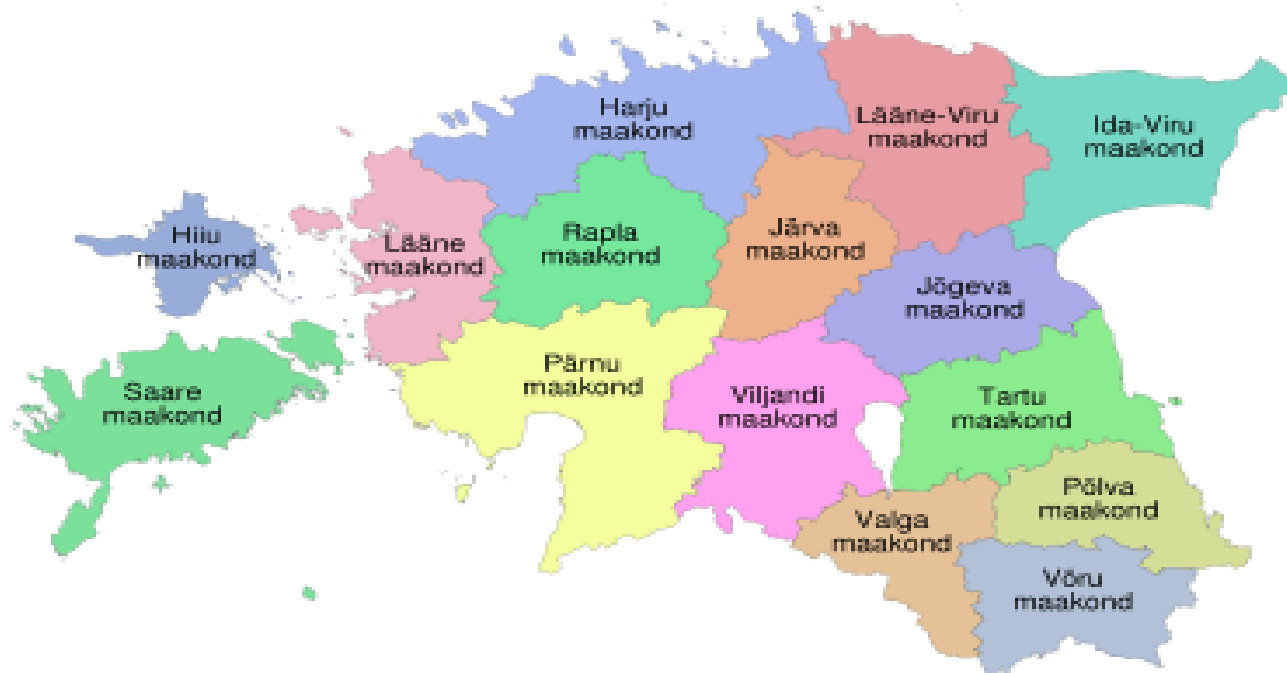 Harju
maakond
Lääne-Viru
maakond
Ida-Viru
maakond
Hiiu
maakond
Lääne
maakond
Rapla
maakond
Järva
maakond
Jõgeva
maakond
Saare
maakond
Pärnu
maakond
Viljandi
maakond
Tartu
maakond
Põlva
maakond
Valga
maakond
Võru
maakond